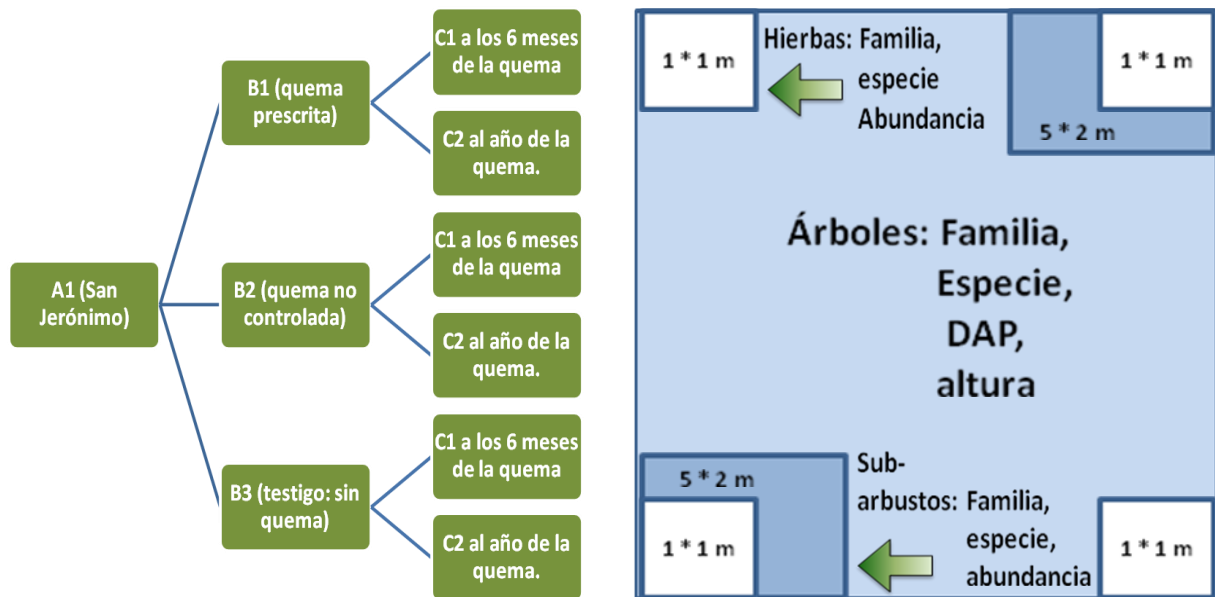 C1 a los 6 meses
de la quema
B1 (quema
prescrita)
C2 al año de la
quema.
C1 a los 6 meses
de la quema
A1 (San
Jerónimo)
B2 (quema no
controlada)
C2 al año de la
quema.
C1 a los 6 meses
de la quema
B3 (testigo: sin
quema)
C2 al año de la
quema.
1 * 1 m
Hierbas: Familia,
especie
Abundancia
1 * 1 m
5 * 2 m
Árboles: Familia,
Especie,
DAP,
altura
5 * 2 m
1 * 1 m
Sub-
arbustos: Familia,
especie,
abundancia
1 * 1 m